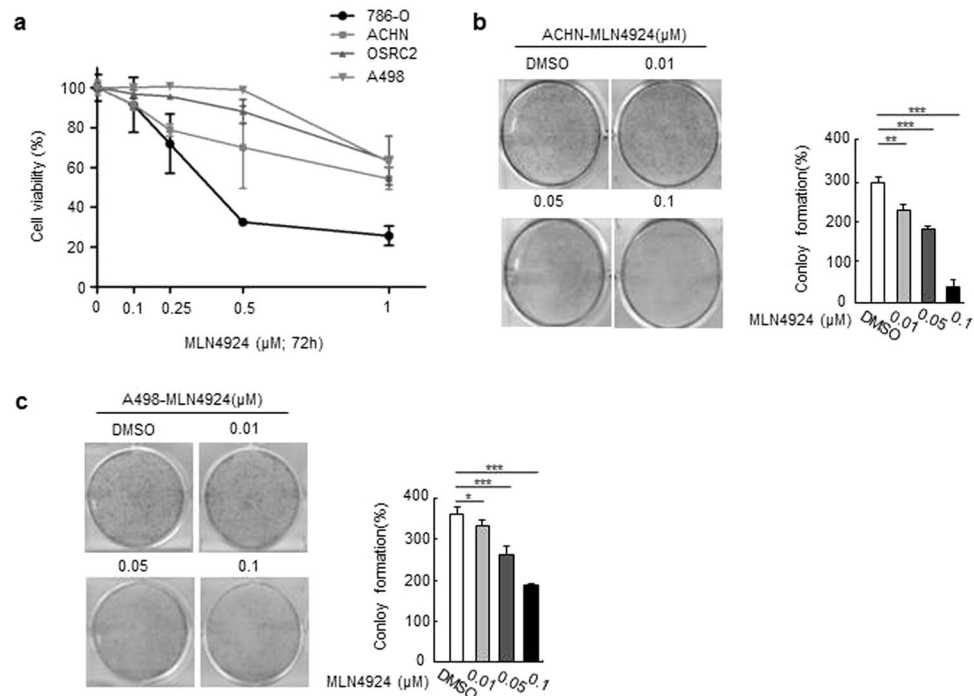 a
786-O
ACHN
OSRC2
A498
100
80
60
40
20
0
Cell viability (%)
0 0.1 0.25 0.5 1
MLN4924 (µM; 72h)
b
ACHN-MLN4924(µM)
DMSO 0.01
0.05 0.1
***
***
**
400
300
200
100
0
Conloy formation(%)
MLN4924 (µM) DMSO 0.01 0.05 0.1
c
A498-MLN4924(µM)
DMSO 0.01
0.05 0.1
***
***
*
400
300
200
100
0
Conloy formation(%)
MLN4924 (µM) DMSO 0.01 0.05 0.1